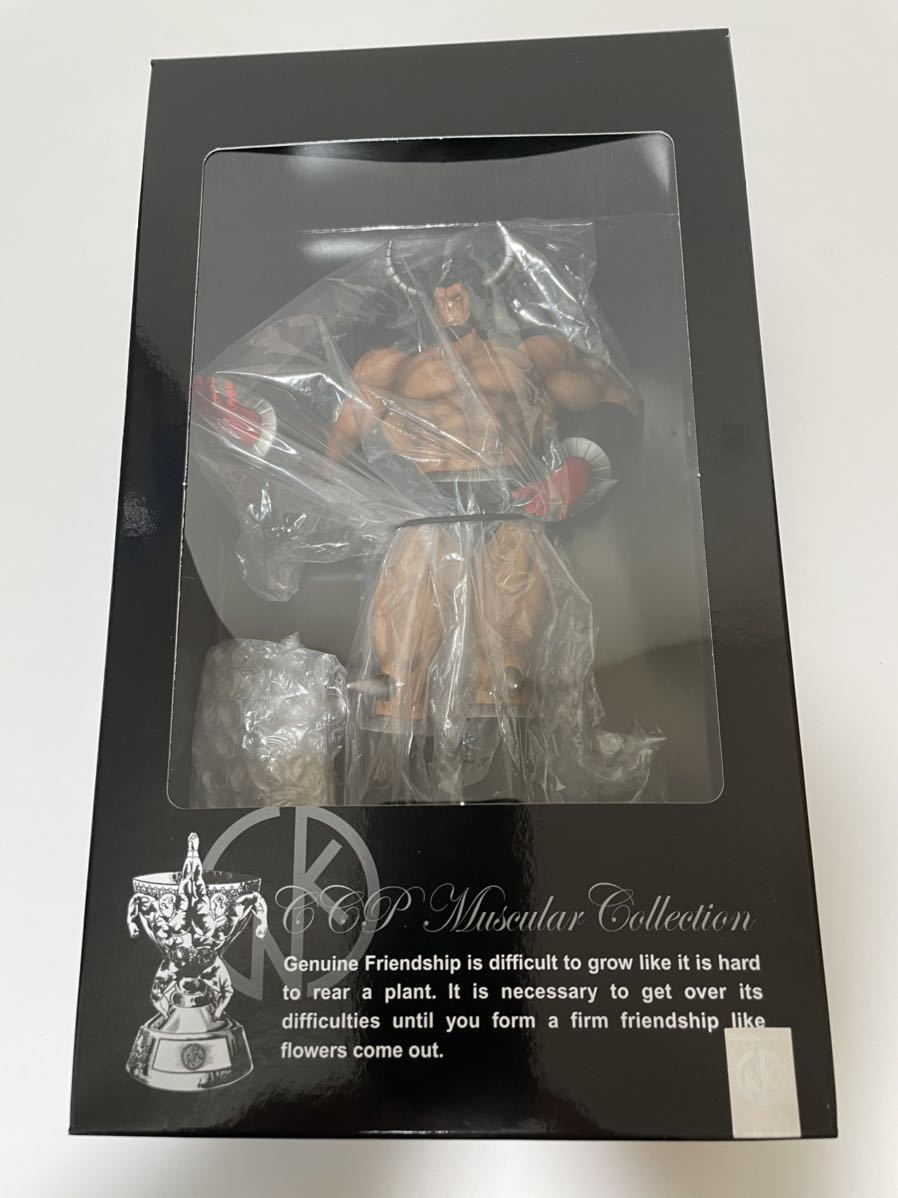 CCP Muscular Collection
Genuine Friendship is difficult to grow like it is hard
to rear a plant. It is necessary to get over its
difficulties until you form a firm friendship like
flowers come out.